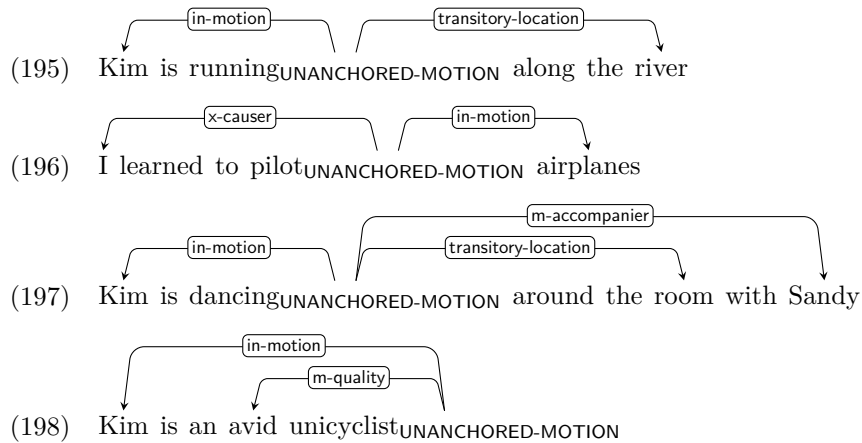 in-motion transitory-location
(195) Kim is runningUNANCHORED-MOTION along the river
x-causer in-motion
(196) I learned to pilotUNANCHORED-MOTION airplanes
m-accompanier
in-motion transitory-location
(197) Kim is dancingUNANCHORED-MOTION around the room with Sandy
in-motion
m-quality
(198) Kim is an avid unicyclistUNANCHORED-MOTION